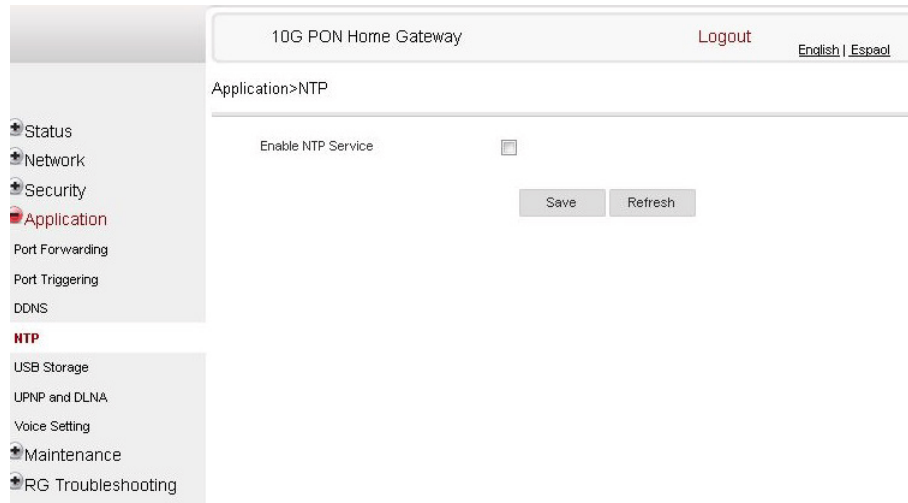 10G PON Home Gateway
Logout
English | Espaol
Application>NTP
Status
Network
Security
Application
Port Forwarding
Port Triggering
DDNS
NTP
USB Storage
UPNP and DLNA
Voice Setting
Maintenance
RG Troubleshooting
Enable NTP Service
Save
Refresh